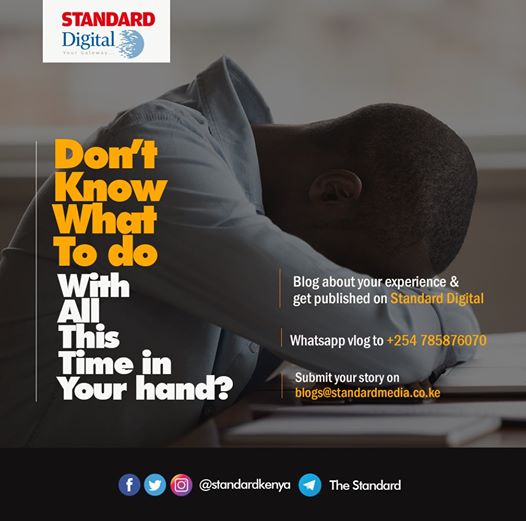 STANDARD
Digital
Your Gateway...
Don't
Know
What
To do
With
All
This
Time in
Your hand?
Blog about your experience &
get published on Standard Digital
Whatsapp vlog to +254 785876070
Submit your story on
blogs@standardmedia.co.ke
@standardkenya
The Standard